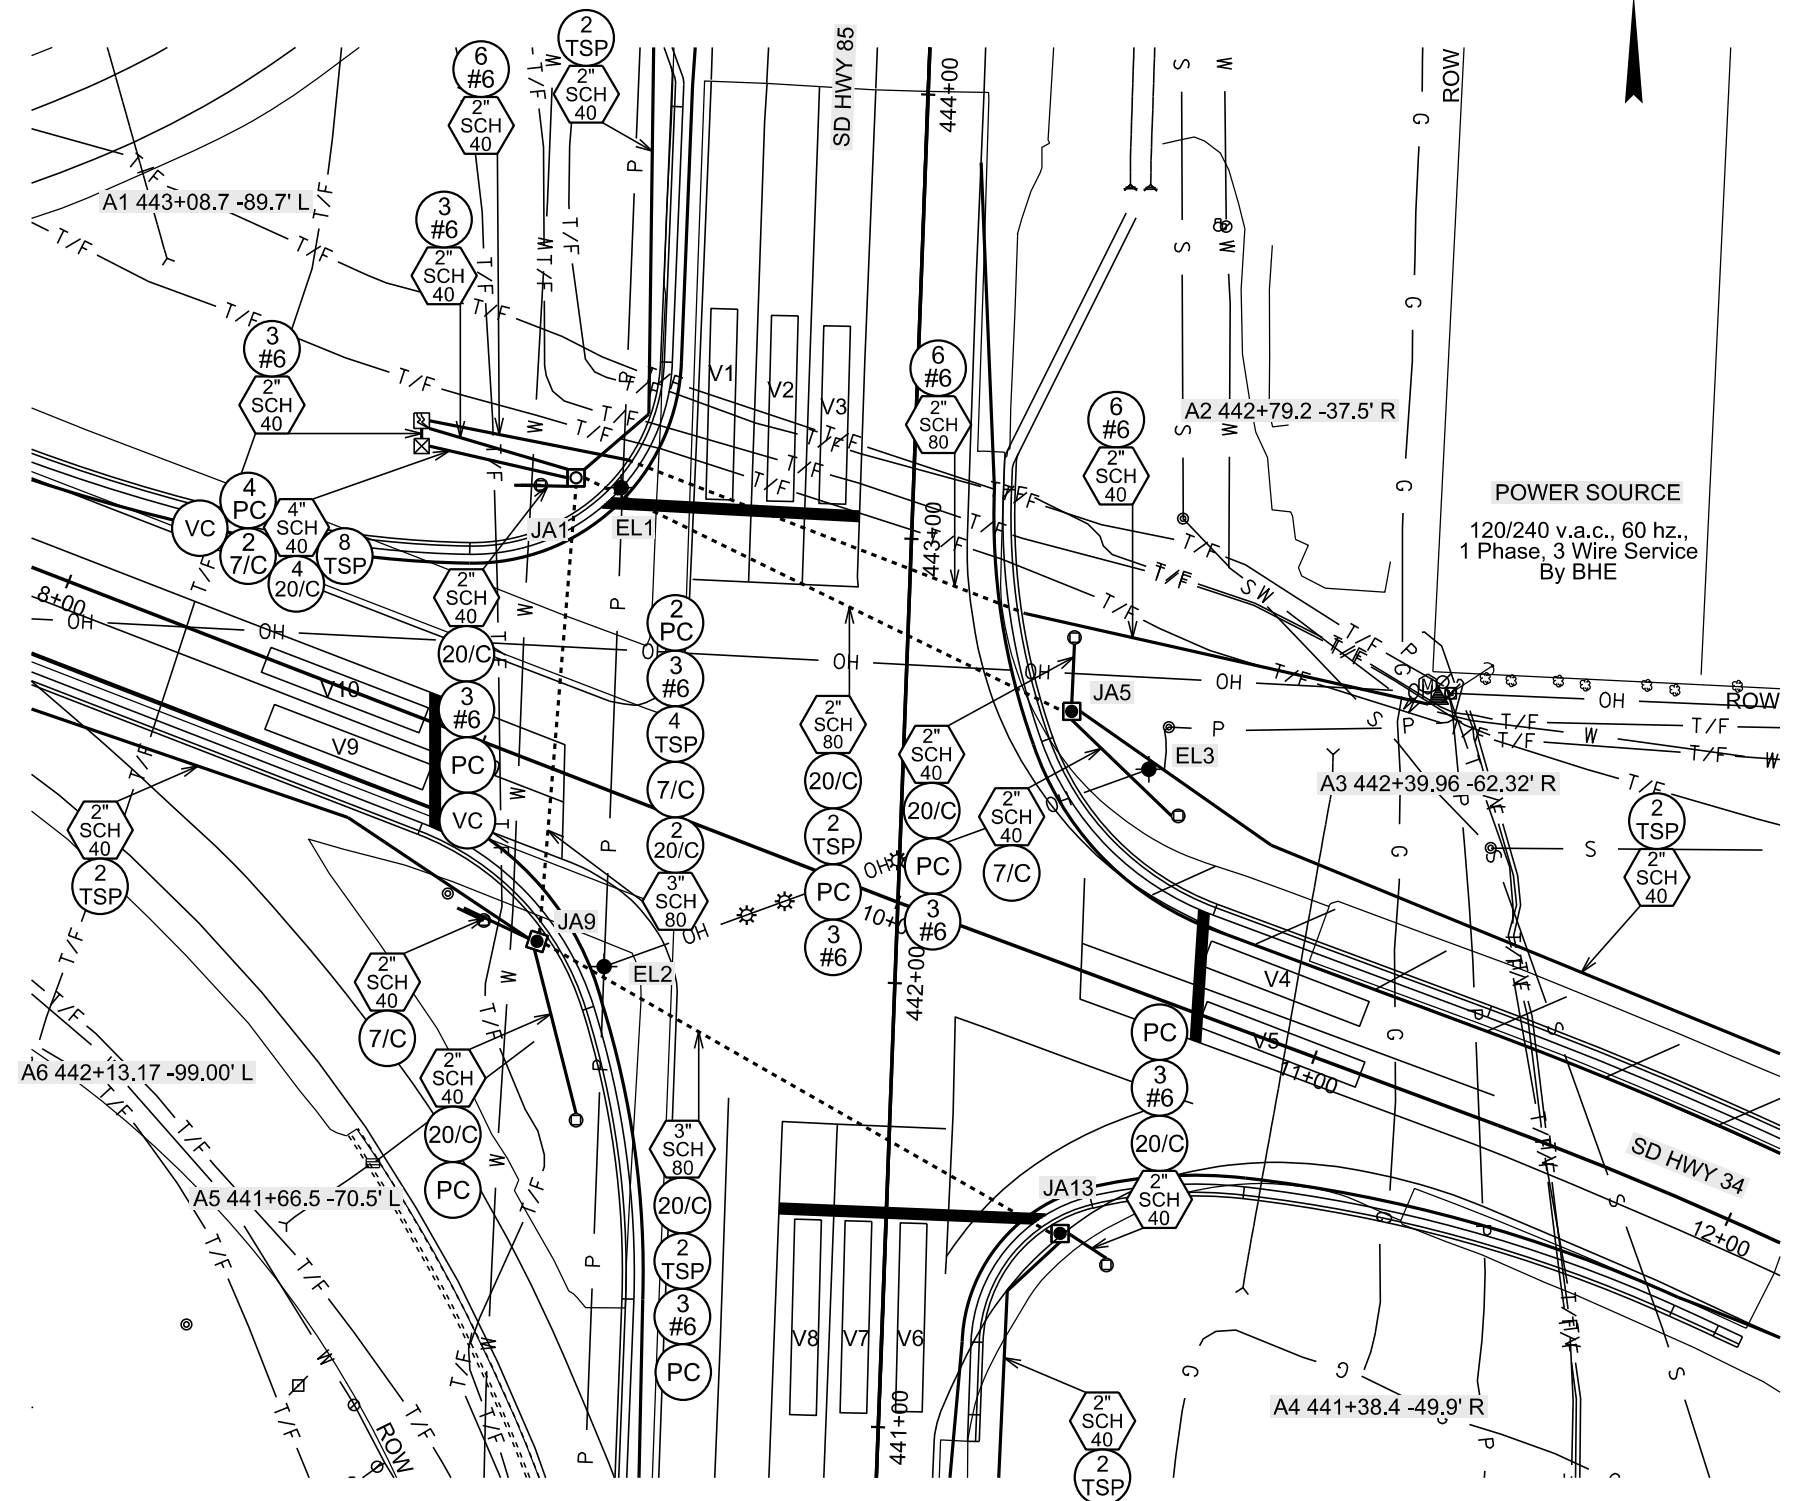 2
TSP
2"
SCH
40
6
#6
2"
SCH
40
SD HWY 85
444+00
ROW
A1 443+08.7 -89.7' L
3
#6
2"
SCH
40
3
#6
2"
SCH
40
V1
V2
V3
6
#6
2"
SCH
80
6
#6
2"
SCH
40
A2 442+79.2 -37.5' R
POWER SOURCE
120/240 v.a.c., 60 hz.,
1 Phase, 3 Wire Service
By BHE
4
PC
VC
2
7/C
4"
SCH
40
4
20/C
8
TSP
JA1
EL1
443+00
8+00
2"
SCH
40
20/C
3
#6
PC
VC
2
PC
3
#6
4
TSP
7/C
2
20/C
3"
SCH
80
2"
SCH
80
20/C
2
TSP
PC
3
#6
2"
SCH
40
20/C
PC
3
#6
2"
SCH
40
7/C
JA5
EL3
ROW
A3 442+39.96 -62.32' R
2
TSP
2"
SCH
40
V10
V9
2"
SCH
40
2
TSP
JA9
EL2
442+00
V4
V5
11+00
2"
SCH
40
7/C
2"
SCH
40
20/C
PC
A6 442+13.17 -99.00' L
A5 441+66.5 -70.5' L
3"
SCH
80
20/C
2
TSP
3
#6
PC
PC
3
#6
20/C
2"
SCH
40
JA13
SD HWY 34
12+00
V8
V7
V6
441+00
A4 441+38.4 -49.9' R
2"
SCH
40
2
TSP
ROW
T/F
OH
W
S
G
P